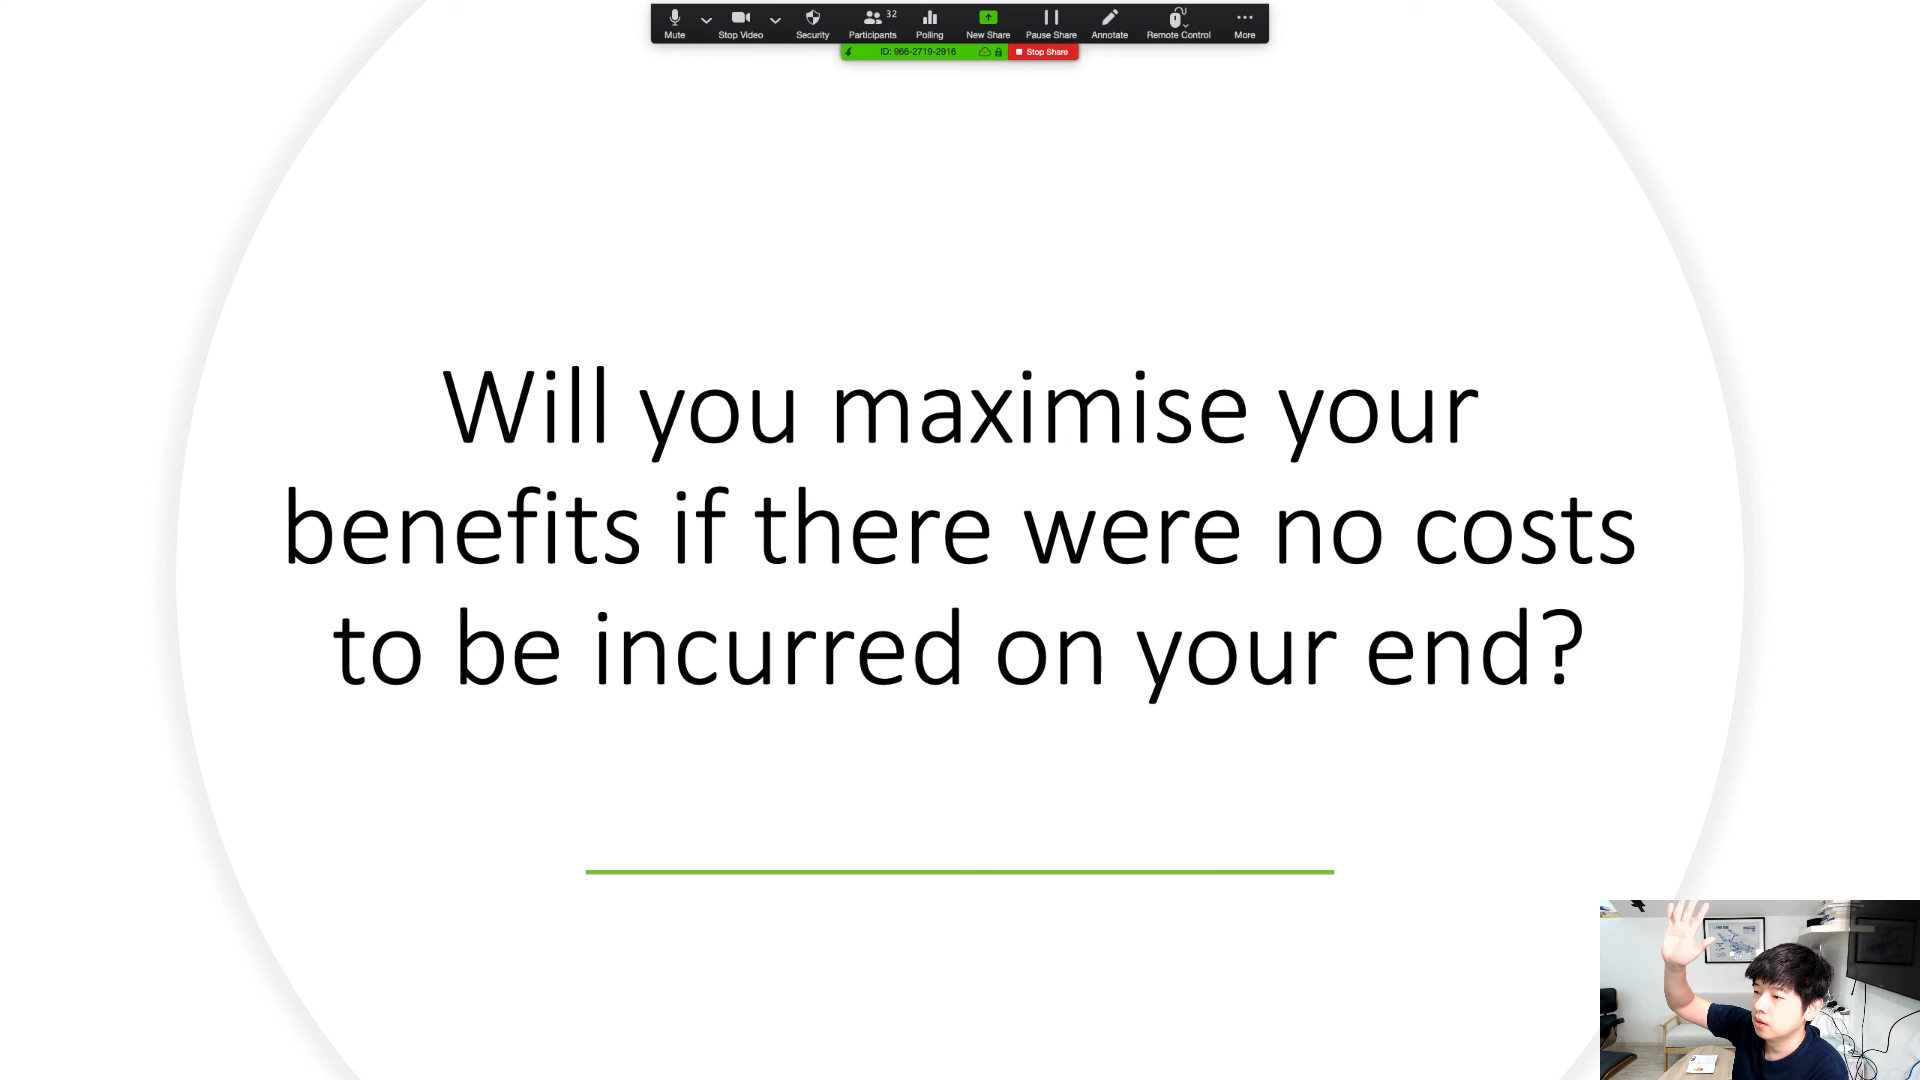 Mute
Stop Video
Security
Participants
32
Polling
New Share
Pause Share
Annotate
Remote Control
More
ID: 966-2719-2916
Stop Share
Will you maximise your
benefits if there were no costs
to be incurred on your end?